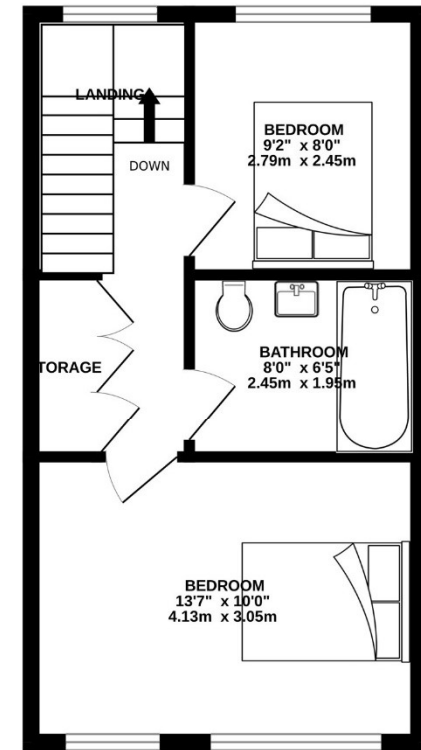 LANDING
DOWN
BEDROOM
9'2" x 8'0"
2.79m x 2.45m
BATHROOM
8'0" x 6'5"
2.45m x 1.95m
TORAGE
BEDROOM
13'7" x 10'0"
4.13m x 3.05m